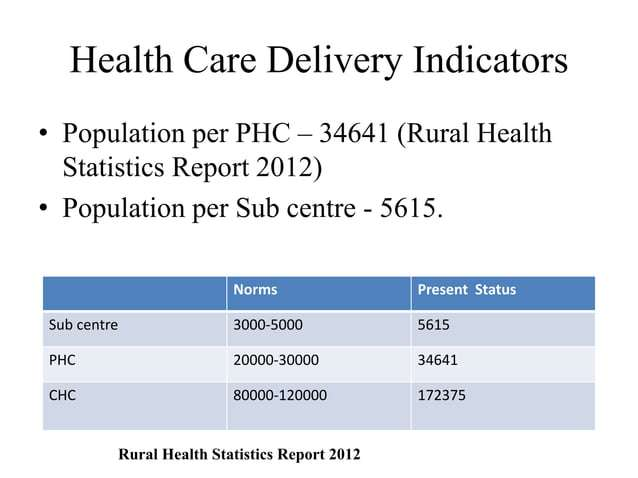 Health Care Delivery Indicators
• Population per PHC – 34641 (Rural Health
Statistics Report 2012)
• Population per Sub centre - 5615.
Norms Present Status
Sub centre 3000-5000 5615
PHC 20000-30000 34641
CHC 80000-120000 172375
Rural Health Statistics Report 2012